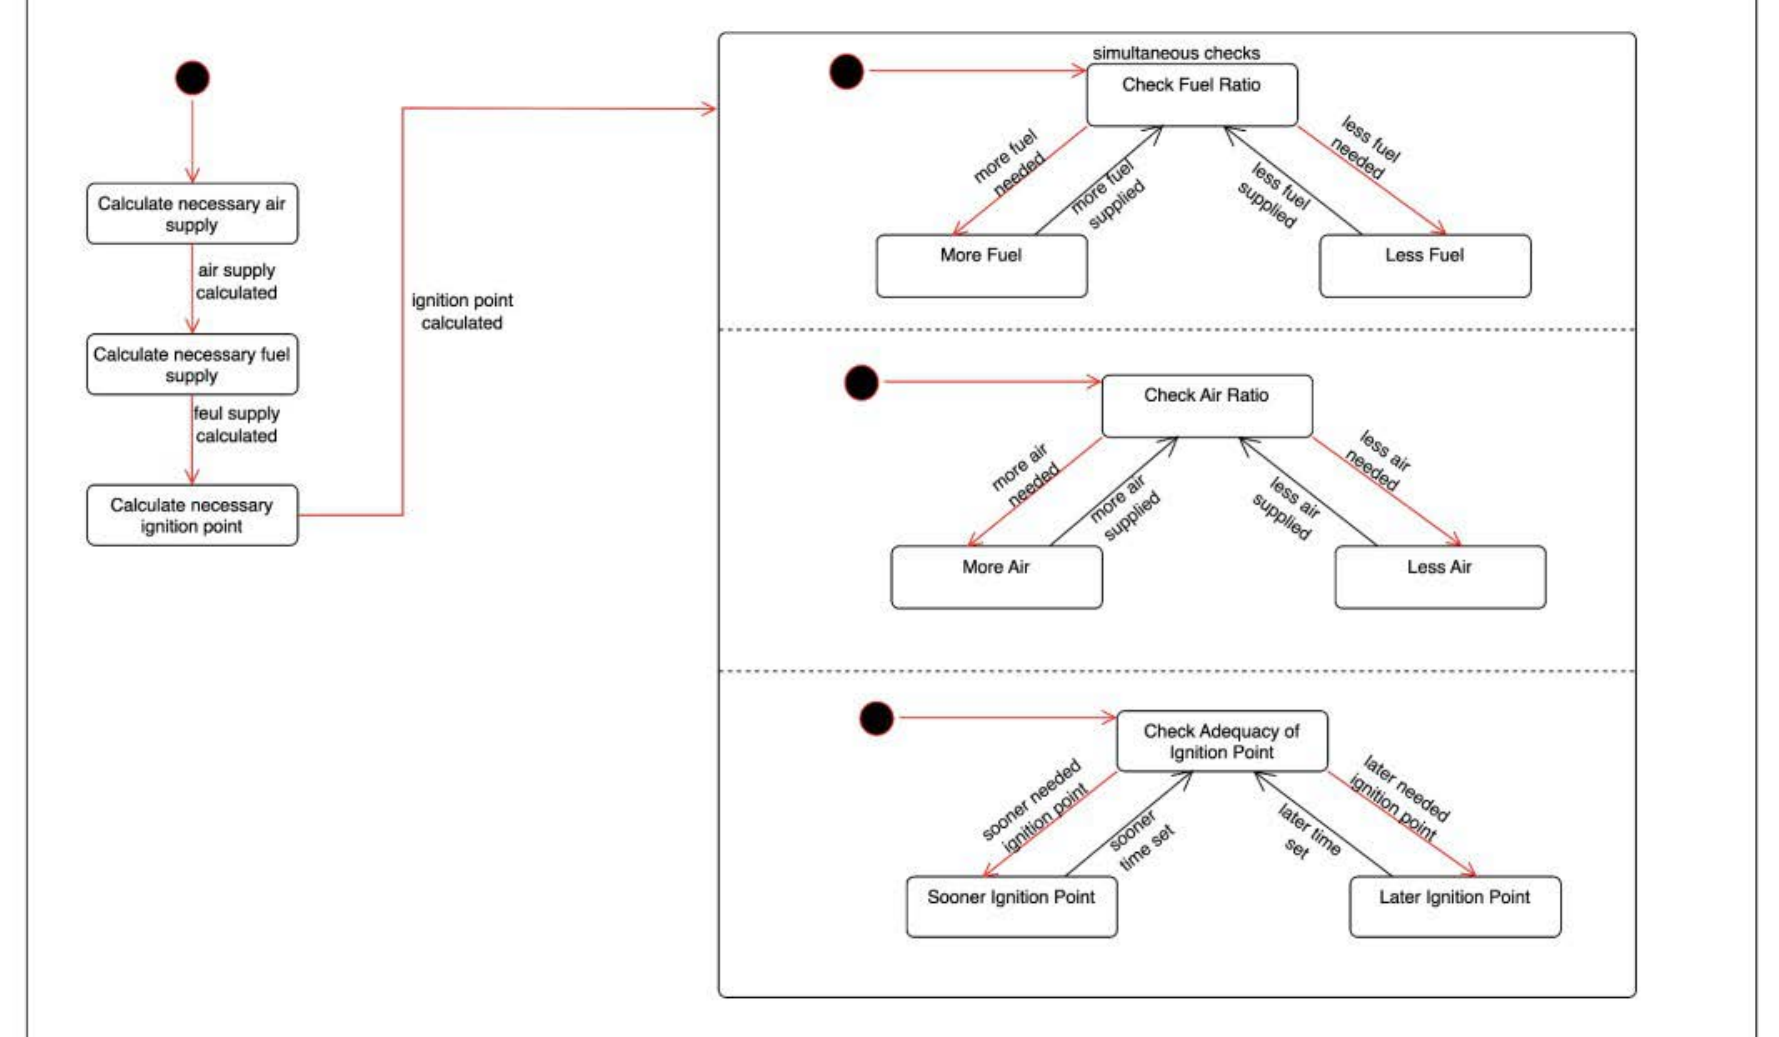 Calculate necessary air
supply
air supply
calculated
Calculate necessary fuel
supply
feul supply
calculated
Calculate necessary
ignition point
ignition point
calculated
simultaneous checks
Check Fuel Ratio
more fuel
needed
more fuel
supplied
less fuel
supplied
less fuel
needed
More Fuel
Less Fuel
Check Air Ratio
more air
needed
more air
supplied
less air
supplied
less air
needed
More Air
Less Air
Check Adequacy of
Ignition Point
sooner needed
ignition point
sooner
time set
later time
set
later needed
ignition point
Sooner Ignition Point
Later Ignition Point